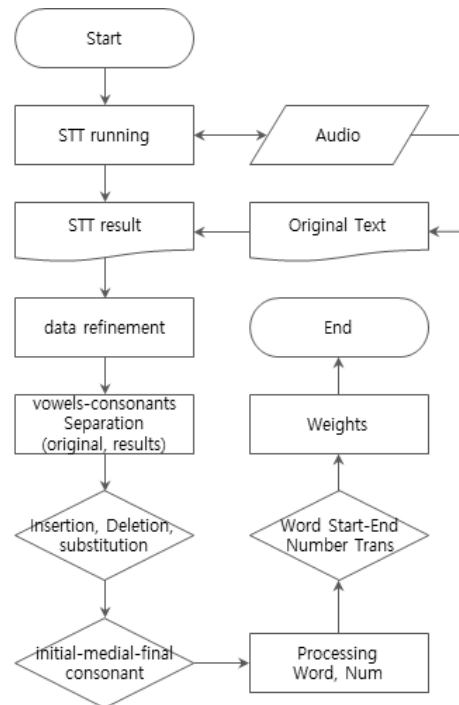 Start
STT running
Audio
STT result
Original Text
data refinement
End
vowels-consonants
Separation
(original, results)
Weights
Insertion, Deletion,
substitution
Word Start-End
Number Trans
initial-medial-final
consonant
Processing
Word, Num